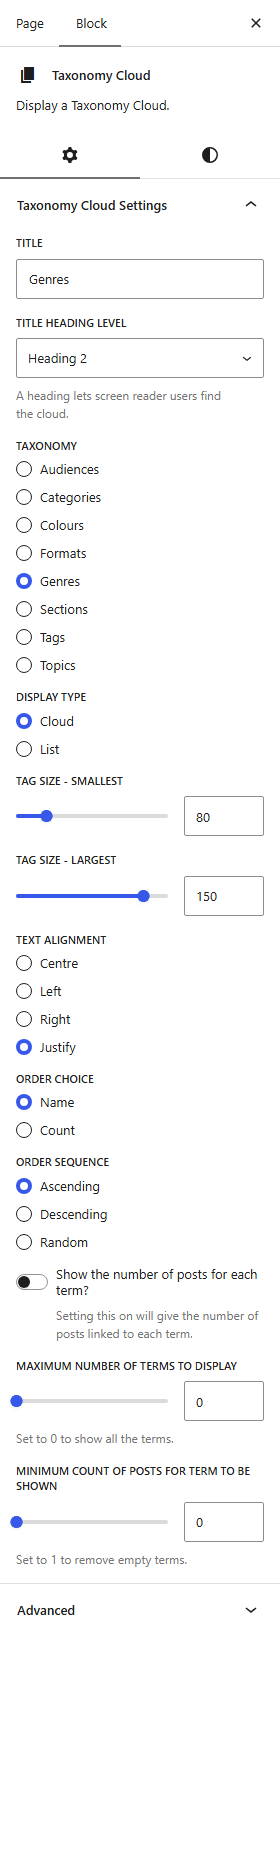 Page Block
Taxonomy Cloud
Display a Taxonomy Cloud.
Taxonomy Cloud Settings
TITLE
Genres
TITLE HEADING LEVEL
Heading 2
A heading lets screen reader users find
the cloud.
TAXONOMY
Audiences
Categories
Colours
Formats
Genres
Sections
Tags
Topics
DISPLAY TYPE
Cloud
List
TAG SIZE - SMALLEST
80
TAG SIZE - LARGEST
150
TEXT ALIGNMENT
Centre
Left
Right
Justify
ORDER CHOICE
Name
Count
ORDER SEQUENCE
Ascending
Descending
Random
Show the number of posts for each
term?
Setting this on will give the number of
posts linked to each term.
MAXIMUM NUMBER OF TERMS TO DISPLAY
0
Set to 0 to show all the terms.
MINIMUM COUNT OF POSTS FOR TERM TO BE
SHOWN
0
Set to 1 to remove empty terms.
Advanced